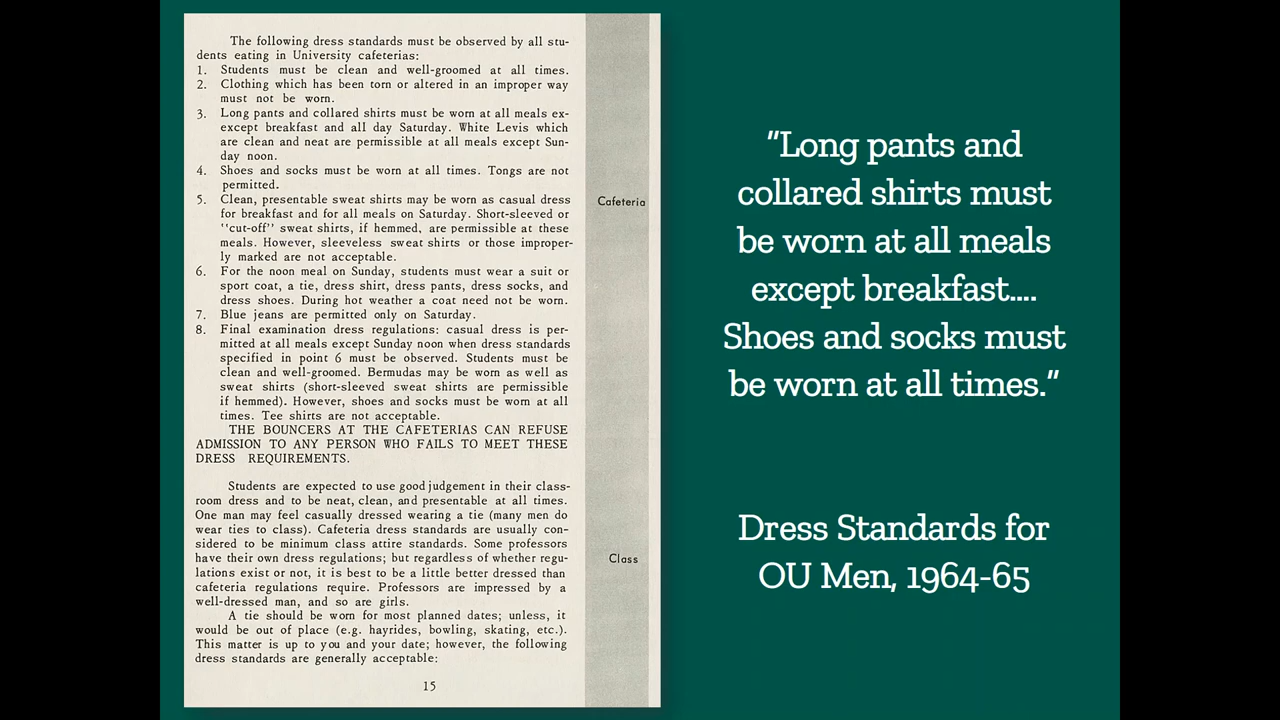 The following dress standards must be observed by all stu-
dents eating in University cafeterias:
1. Students must be clean and well-groomed at all times.
2. Clothing which has been torn or altered in an improper way
must not be worn.
3. Long pants and collared shirts must be worn at all meals ex-
except breakfast and all day Saturday. White Levis which
are clean and neat are permissible at all meals except Sun-
day noon.
4. Shoes and socks must be worn at all times. Tongs are not
permitted.
5. Clean, presentable sweat shirts may be worn as casual dress
for breakfast and for all meals on Saturday. Short-sleeved or
"cut-off" sweat shirts, if hemmed, are permissible at these
meals. However, sleeveless sweat shirts or those improper-
ly marked are not acceptable.
6. For the noon meal on Sunday, students must wear a suit or
sport coat, a tie, dress shirt, dress pants, dress socks, and
dress shoes. During hot weather a coat need not be worn.
7. Blue jeans are permitted only on Saturday.
8. Final examination dress regulations: casual dress is per-
mitted at all meals except Sunday noon when dress standards
specified in point 6 must be observed. Students must be
clean and well-groomed. Bermudas may be worn as well as
sweat shirts (short-sleeved sweat shirts are permissible
if hemmed). However, shoes and socks must be worn at all
times. Tee shirts are not acceptable.
THE BOUNCERS AT THE CAFETERIAS CAN REFUSE
ADMISSION TO ANY PERSON WHO FAILS TO MEET THESE
DRESS REQUIREMENTS.
Cafeteria
Students are expected to use good judgement in their class-
room dress and to be neat, clean, and presentable at all times.
One man may feel casually dressed wearing a tie (many men do
wear ties to class). Cafeteria dress standards are usually con-
sidered to be minimum class attire standards. Some professors
have their own dress regulations; but regardless of whether regu-
lations exist or not, it is best to be a little better dressed than
cafeteria regulations require. Professors are impressed by a
well-dressed man, and so are girls.
A tie should be worn for most planned dates; unless, it
would be out of place (e.g. hayrides, bowling, skating, etc.).
This matter is up to you and your date; however, the following
dress standards are generally acceptable:
Class
15
"Long pants and
collared shirts must
be worn at all meals
except breakfast....
Shoes and socks must
be worn at all times."
Dress Standards for
OU Men, 1964-65